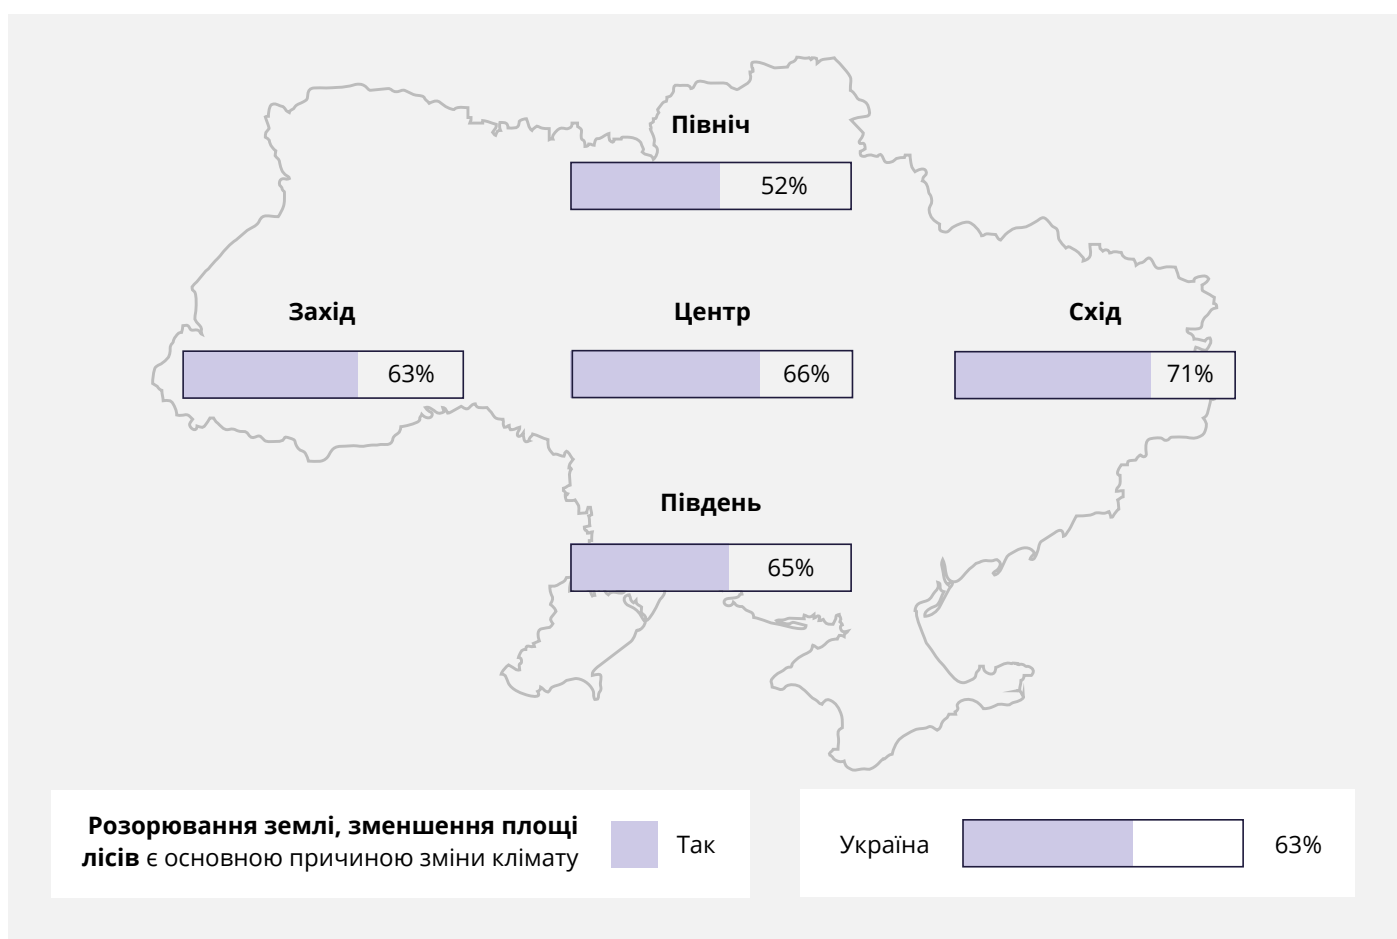 Північ
52%
Захід
63%
Центр
66%
Схід
71%
Південь
65%
Розорювання землі, зменшення площі
лісів є основною причиною зміни клімату
Так
Україна
63%